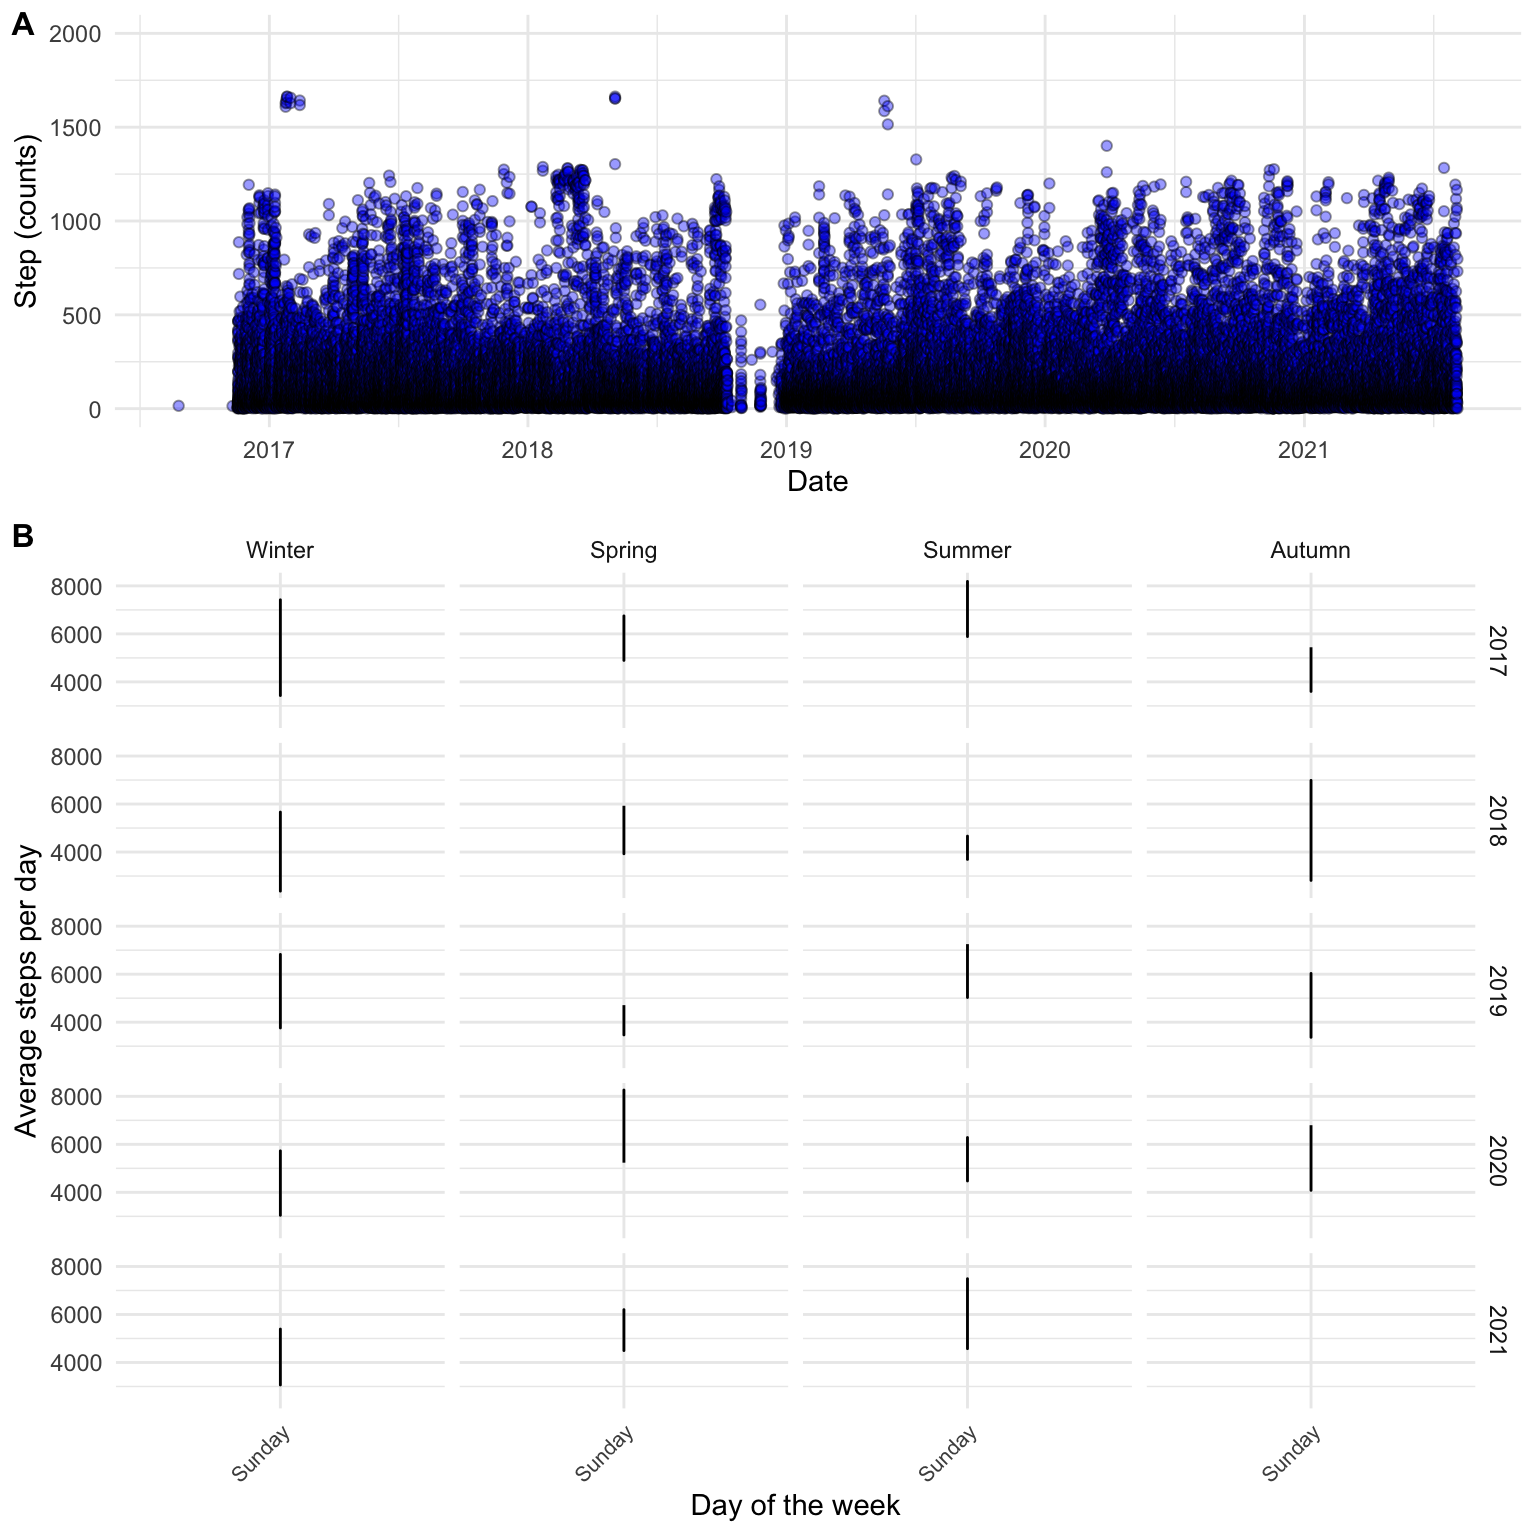 A
2000
1500
1000
500
0
Step (counts)
2017 2018 2019 2020 2021
Date
B
Winter Spring Summer Autumn
8000
6000
4000
2017
8000
6000
4000
2018
8000
6000
4000
2019
8000
6000
4000
2020
8000
6000
4000
2021
Average steps per day
Sunday Sunday Sunday Sunday
Day of the week